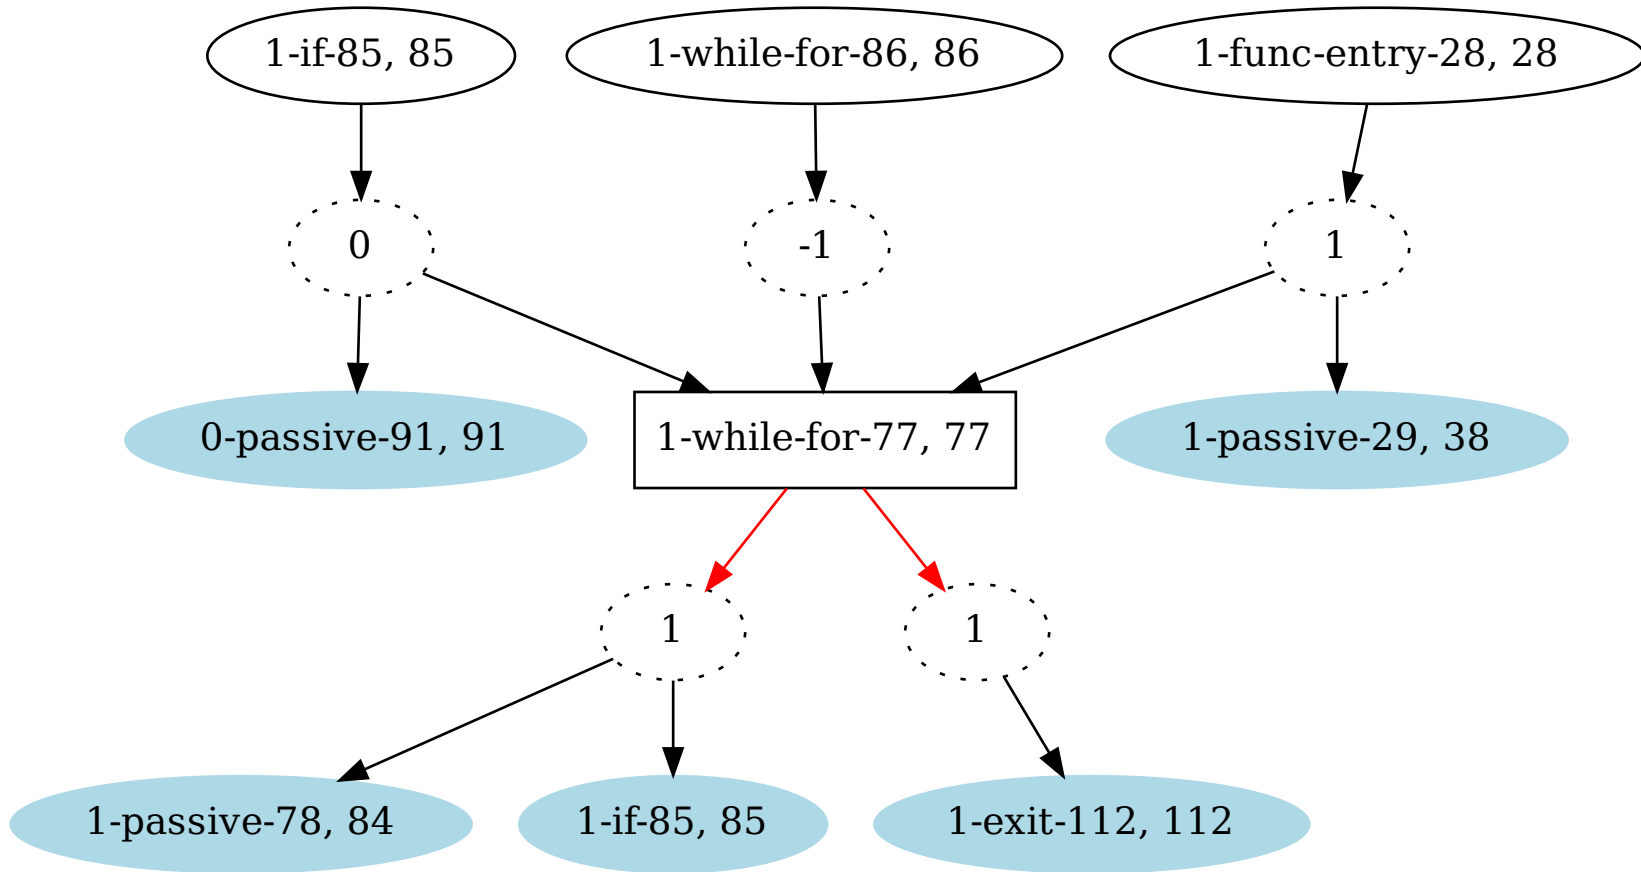 1-if-85, 85
1-while-for-86, 86
1-func-entry-28, 28
0
-1
1
0-passive-91, 91
1-while-for-77, 77
1-passive-29, 38
1
1
1-passive-78, 84
1-if-85, 85
1-exit-112, 112